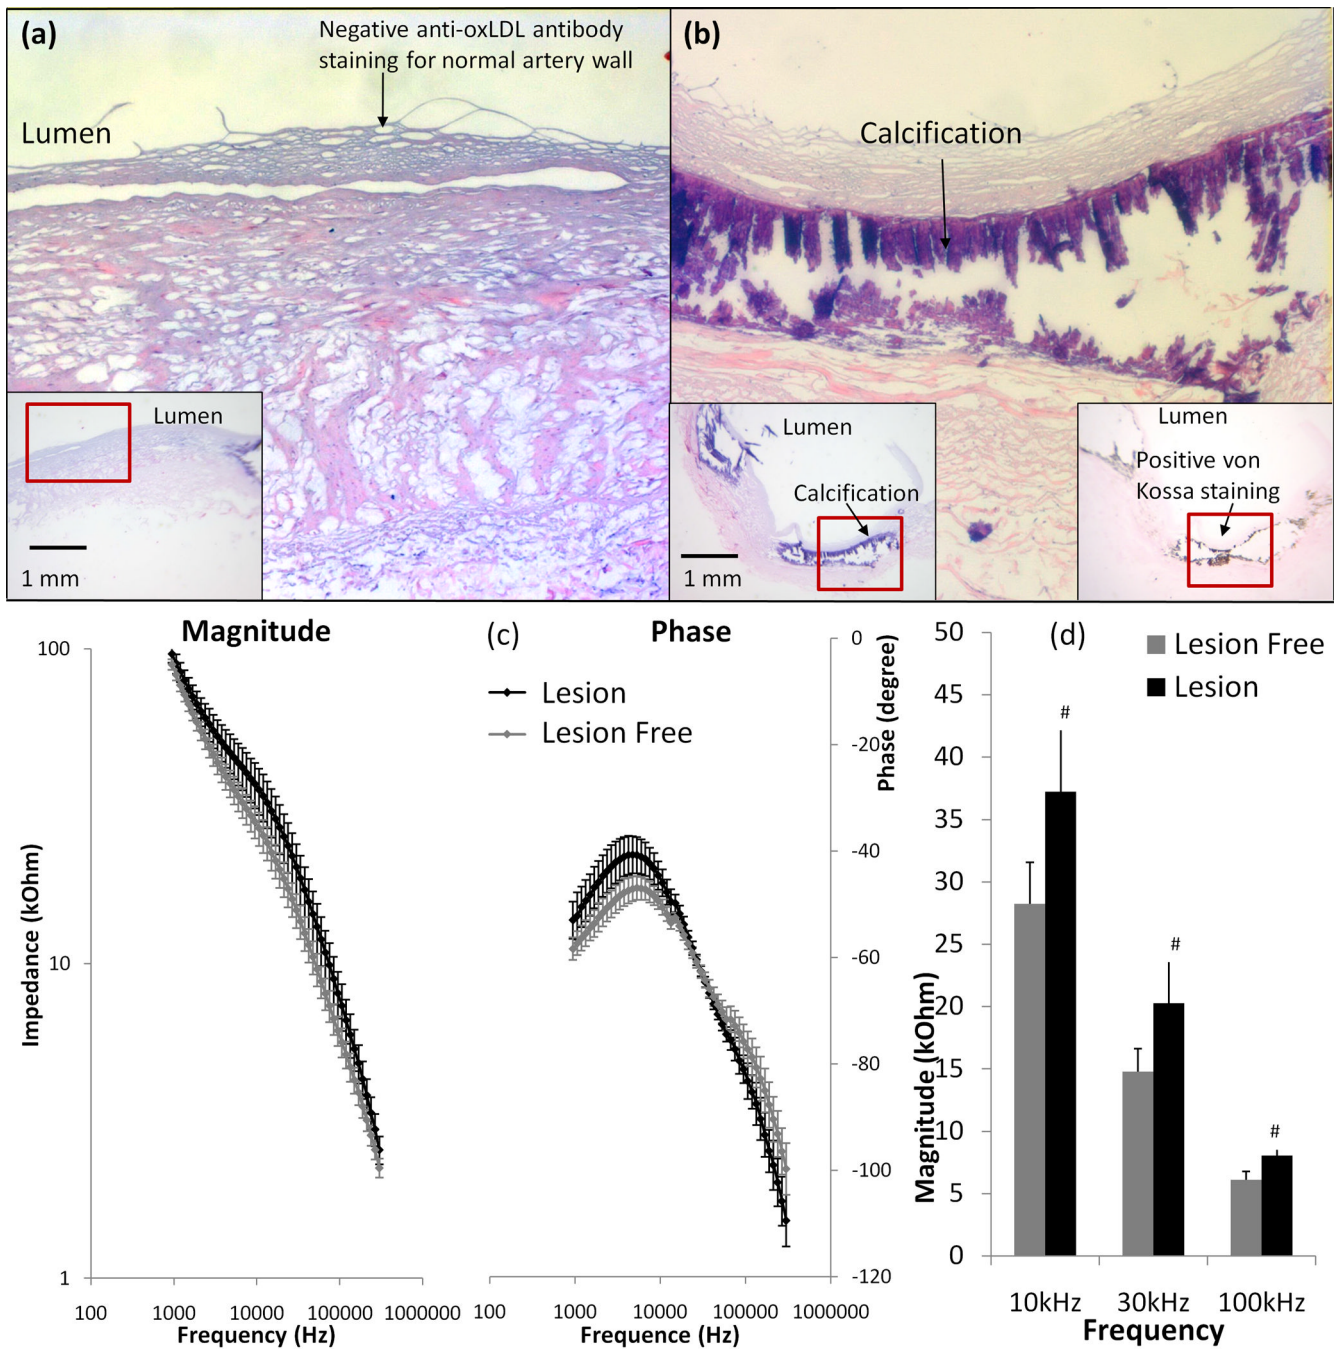 (a)
Negative anti-oxLDL antibody
staining for normal artery wall
Lumen
Lumen
1 mm
(b)
Calcification
Lumen
Calcification
1 mm
Lumen
Positive von
Kossa staining
Magnitude
(c)
Phase
Lesion
Lesion Free
100
10
1
Impedance (kOhm)
100
1000
10000
100000
1000000
Frequency (Hz)
0
-20
-40
-60
-80
-100
-120
Phase (degree)
100
1000
10000
100000
1000000
Frequence (Hz)
(d)
Lesion Free
Lesion
50
45
40
35
30
25
20
15
10
5
0
Magnitude (kOhm)
#
#
#
10kHz
30kHz
100kHz
Frequency